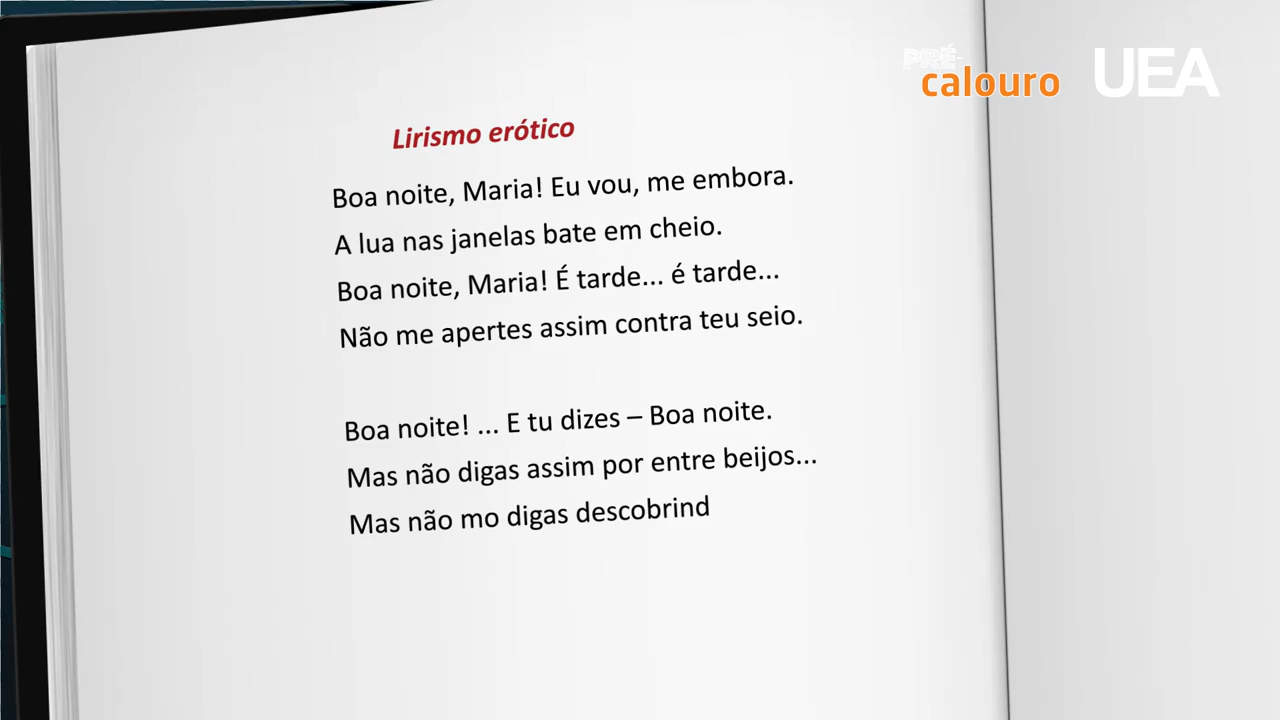 PRÉ-
calouro
UEA
Lirismo erótico
Boa noite, Maria! Eu vou, me embora.
A lua nas janelas bate em cheio.
Boa noite, Maria! É tarde... é tarde...
Não me apertes assim contra teu seio.
Boa noite! ... E tu dizes – Boa noite.
Mas não digas assim por entre beijos...
Mas não mo digas descobrind